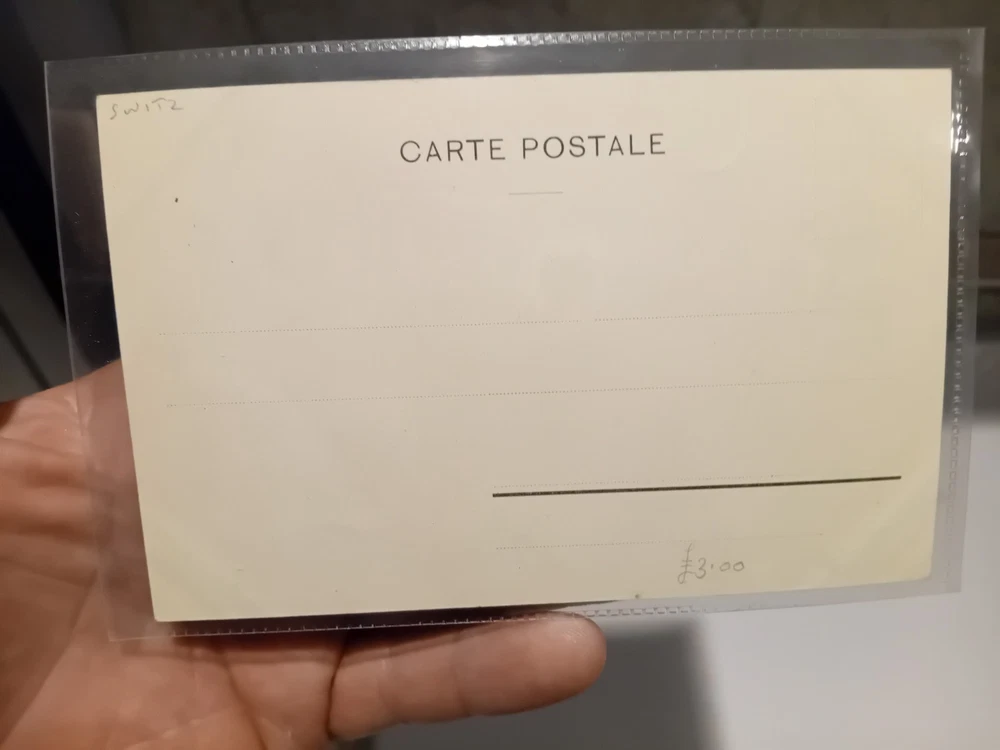 SWITZ
CARTE POSTALE
£3.00